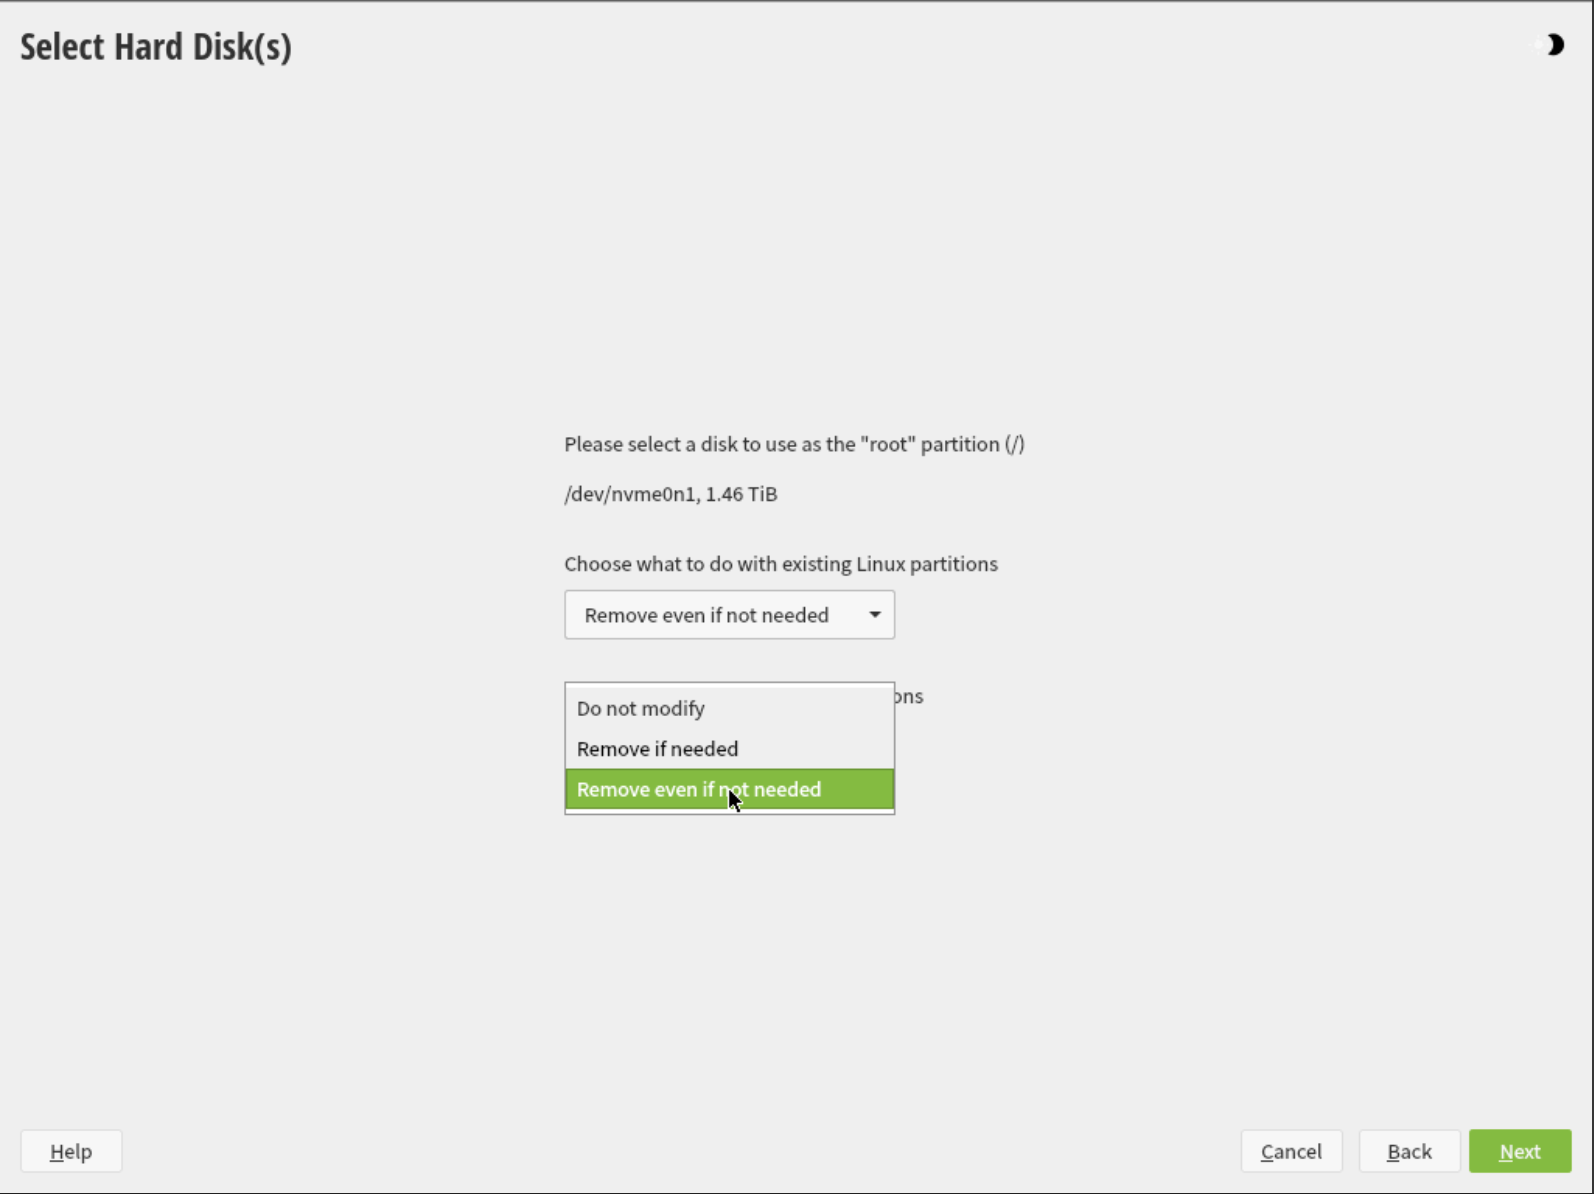 Select Hard Disk(s)
Please select a disk to use as the "root" partition (/)
/dev/nvme0n1, 1.46 TiB
Choose what to do with existing Linux partitions
Remove even if not needed
ons
Do not modify
Remove if needed
Remove even if not needed
Help
Cancel
Back
Next